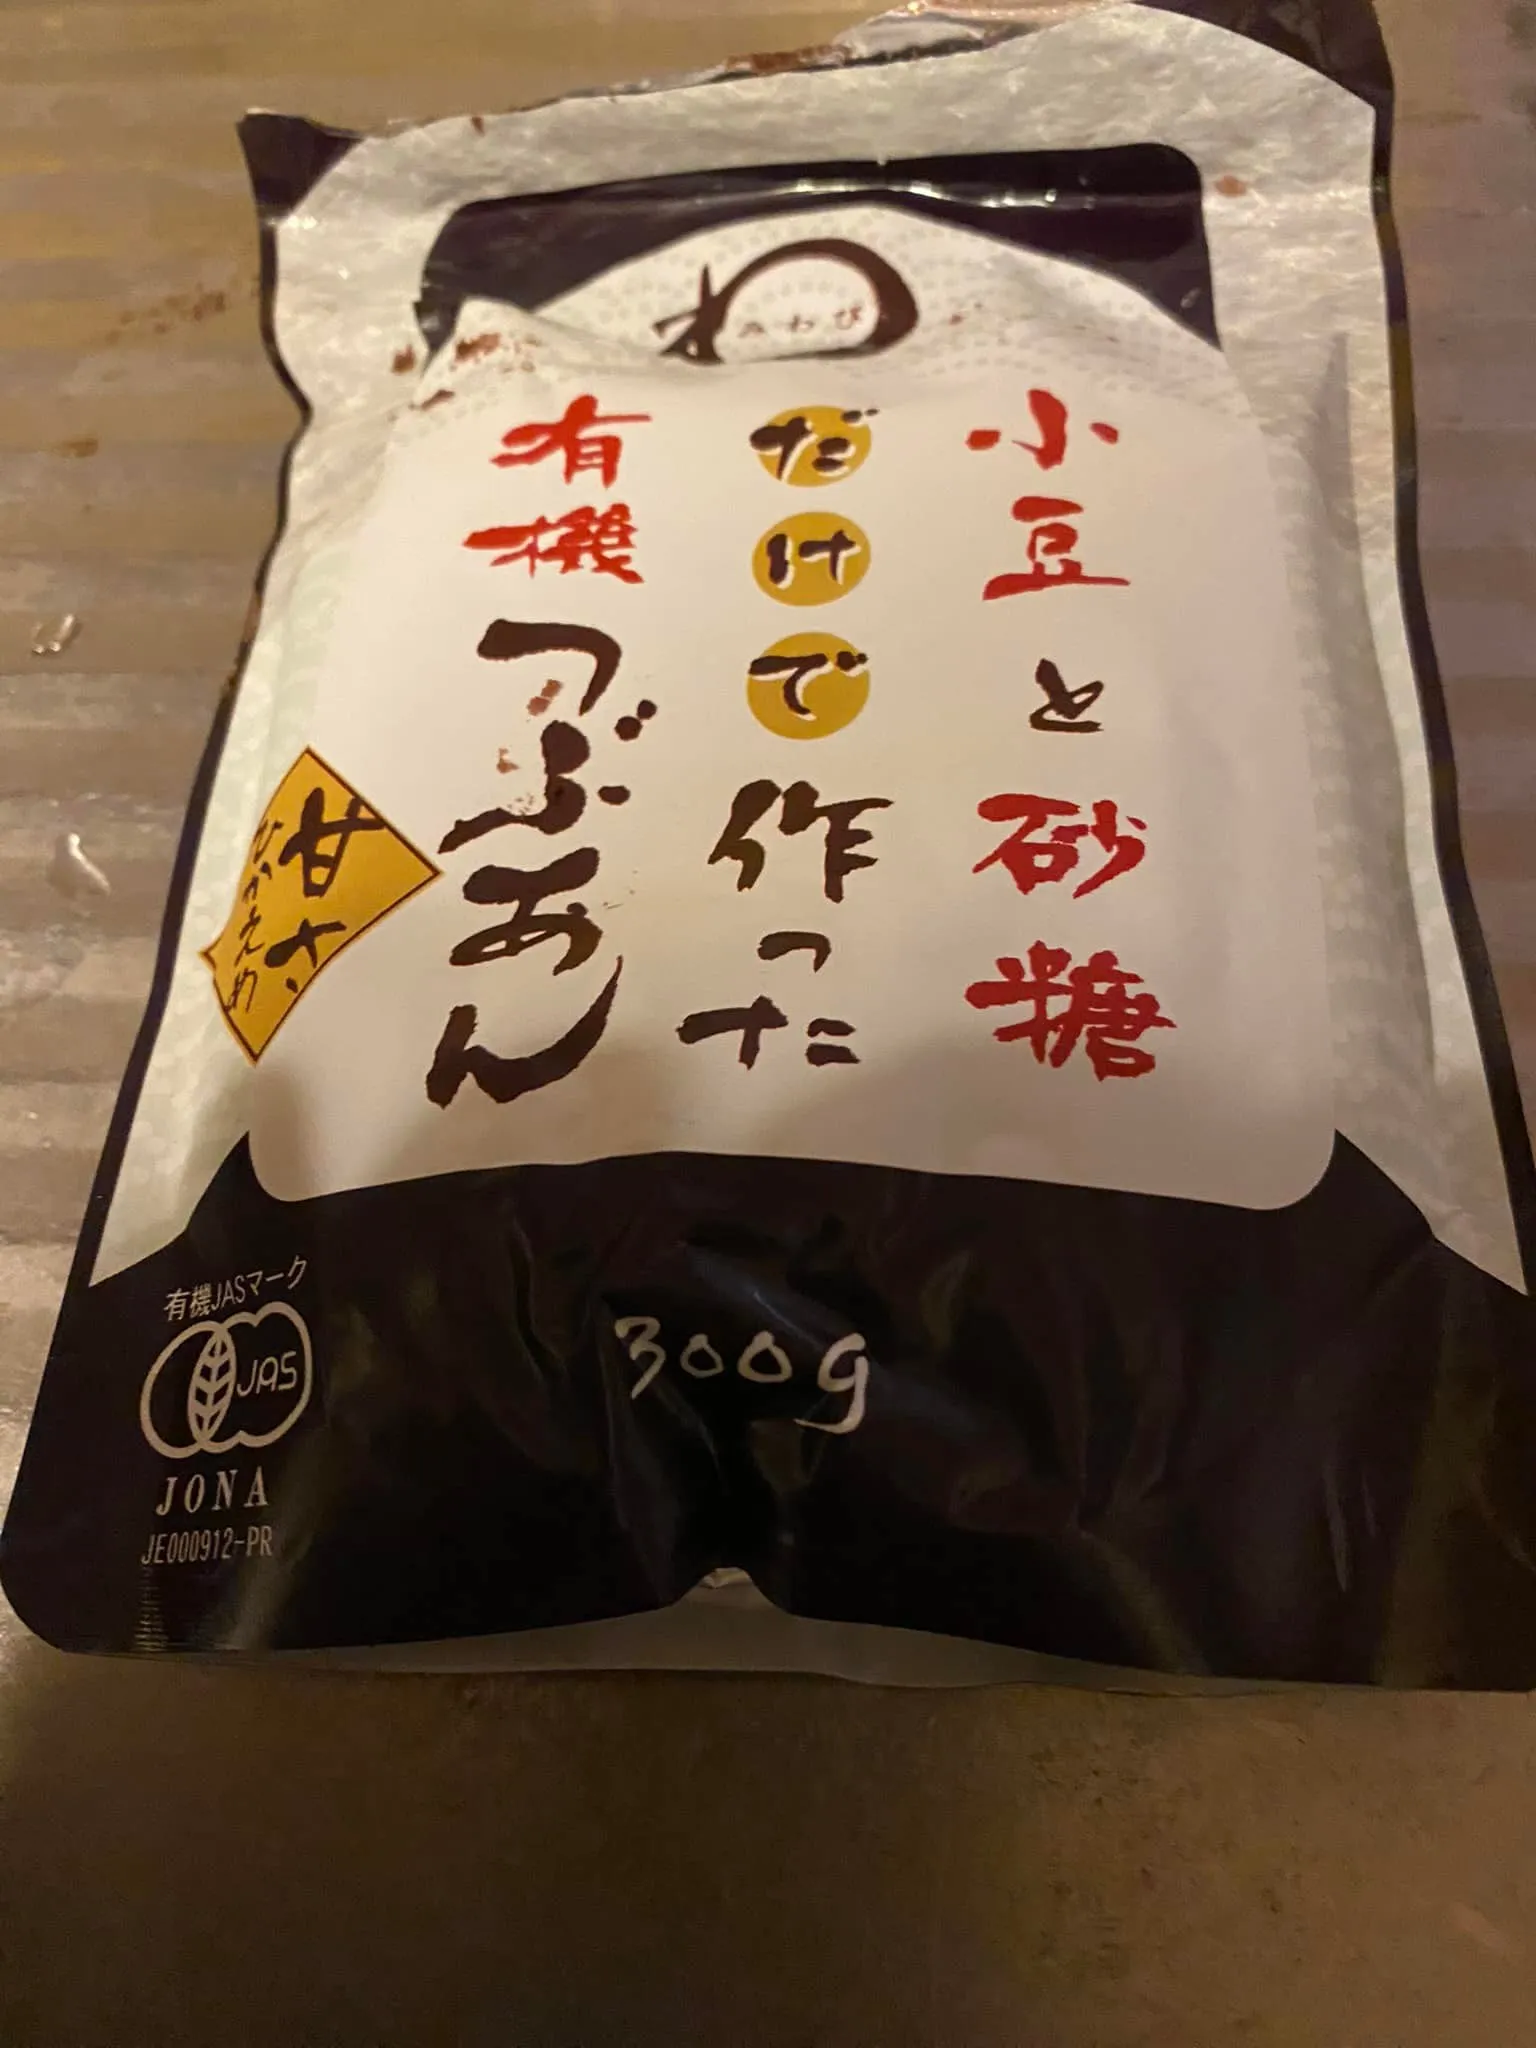 わ
みわび
小豆と砂糖
だけで作った
有機つぶあん
甘さ
ひかえめ
有機JASマーク
JAS
JONA
JE000912-PR
300g